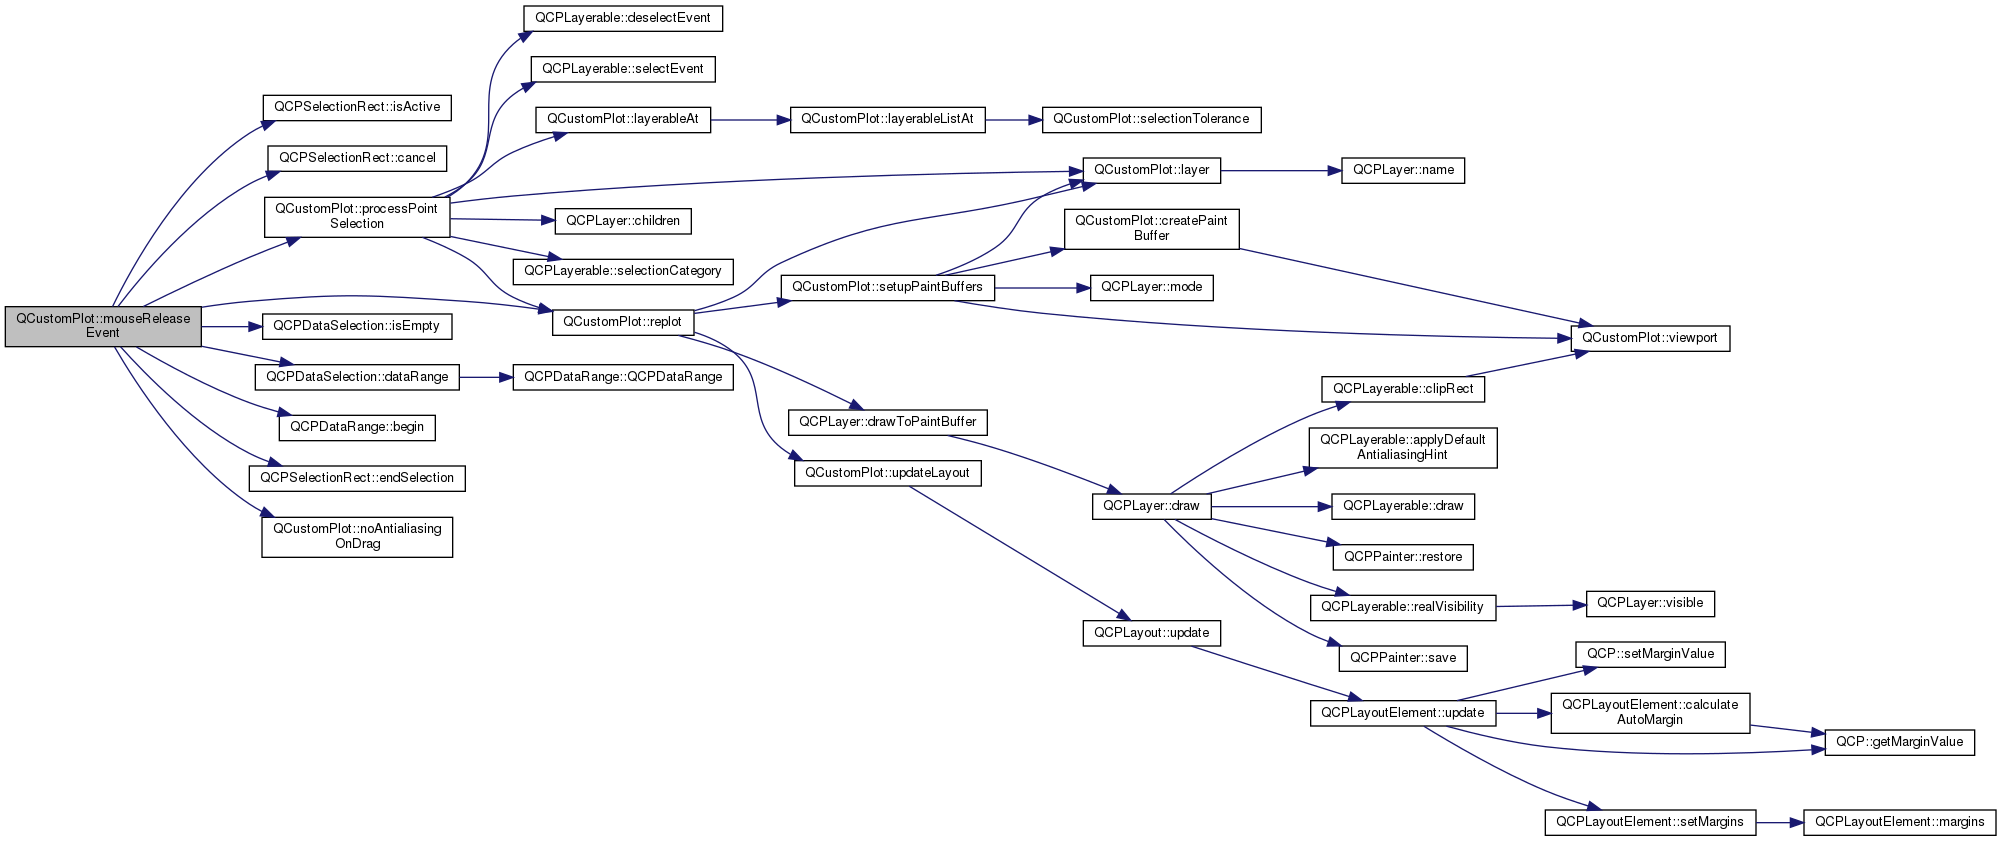 QCPLayerable::deselectEvent
QCPLayerable::selectEvent
QCPSelectionRect::isActive
QCustomPlot::layerableAt
QCustomPlot::layerableListAt
QCustomPlot::selectionTolerance
QCPSelectionRect::cancel
QCustomPlot::layer
QCPLayer::name
QCustomPlot::processPoint
Selection
QCPLayer::children
QCustomPlot::createPaint
Buffer
QCPLayerable::selectionCategory
QCustomPlot::setupPaintBuffers
QCPLayer::mode
QCustomPlot::mouseRelease
Event
QCPDataSelection::isEmpty
QCustomPlot::replot
QCustomPlot::viewport
QCPDataSelection::dataRange
QCPDataRange::QCPDataRange
QCPLayerable::clipRect
QCPDataRange::begin
QCPLayer::drawToPaintBuffer
QCPLayerable::applyDefault
AntialiasingHint
QCPSelectionRect::endSelection
QCustomPlot::updateLayout
QCPLayer::draw
QCPLayerable::draw
QCustomPlot::noAntialiasing
OnDrag
QCPPainter::restore
QCPLayerable::realVisibility
QCPLayer::visible
QCPLayout::update
QCPPainter::save
QCP::setMarginValue
QCPLayoutElement::update
QCPLayoutElement::calculate
AutoMargin
QCP::getMarginValue
QCPLayoutElement::setMargins
QCPLayoutElement::margins